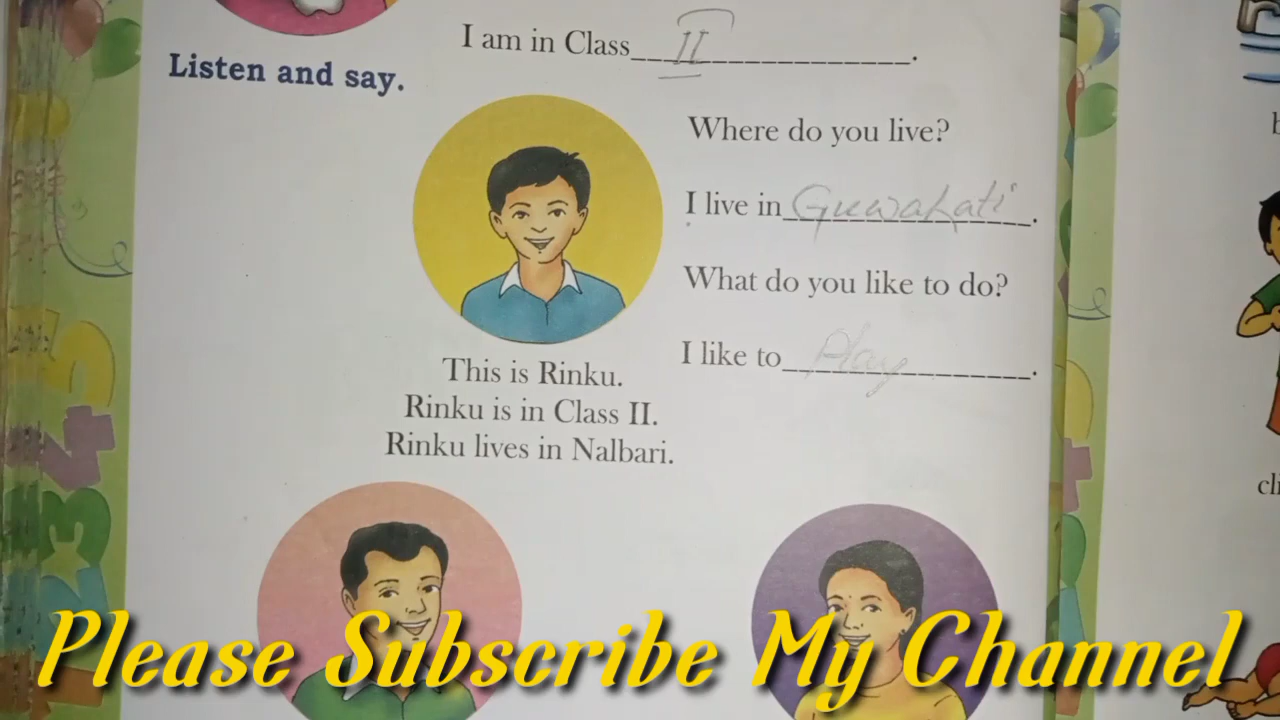 I am in Class II.
Listen and say.
Where do you live?
I live in Guwahati.
What do you like to do?
I like to Play.
This is Rinku.
Rinku is in Class II.
Rinku lives in Nalbari.
Please Subscribe My Channel